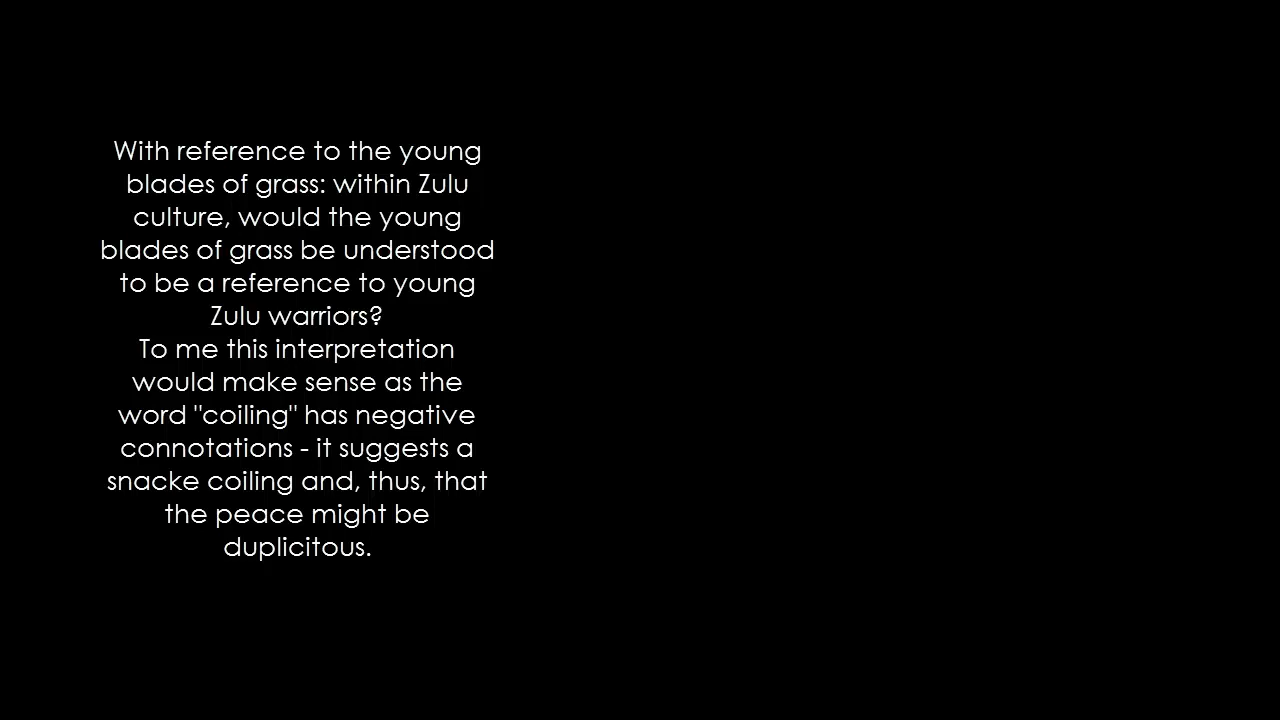 With reference to the young
blades of grass: within Zulu
culture, would the young
blades of grass be understood
to be a reference to young
Zulu warriors?
To me this interpretation
would make sense as the
word "coiling" has negative
connotations - it suggests a
snacke coiling and, thus, that
the peace might be
duplicitous.